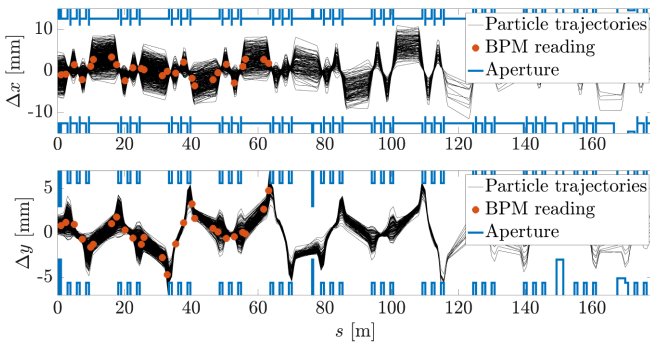 10
0
-10
Δx [mm]
Particle trajectories
BPM reading
Aperture
0 20 40 60 80 100 120 140 160
5
0
-5
Δy [mm]
Particle trajectories
BPM reading
Aperture
0 20 40 60 80 100 120 140 160
s [m]